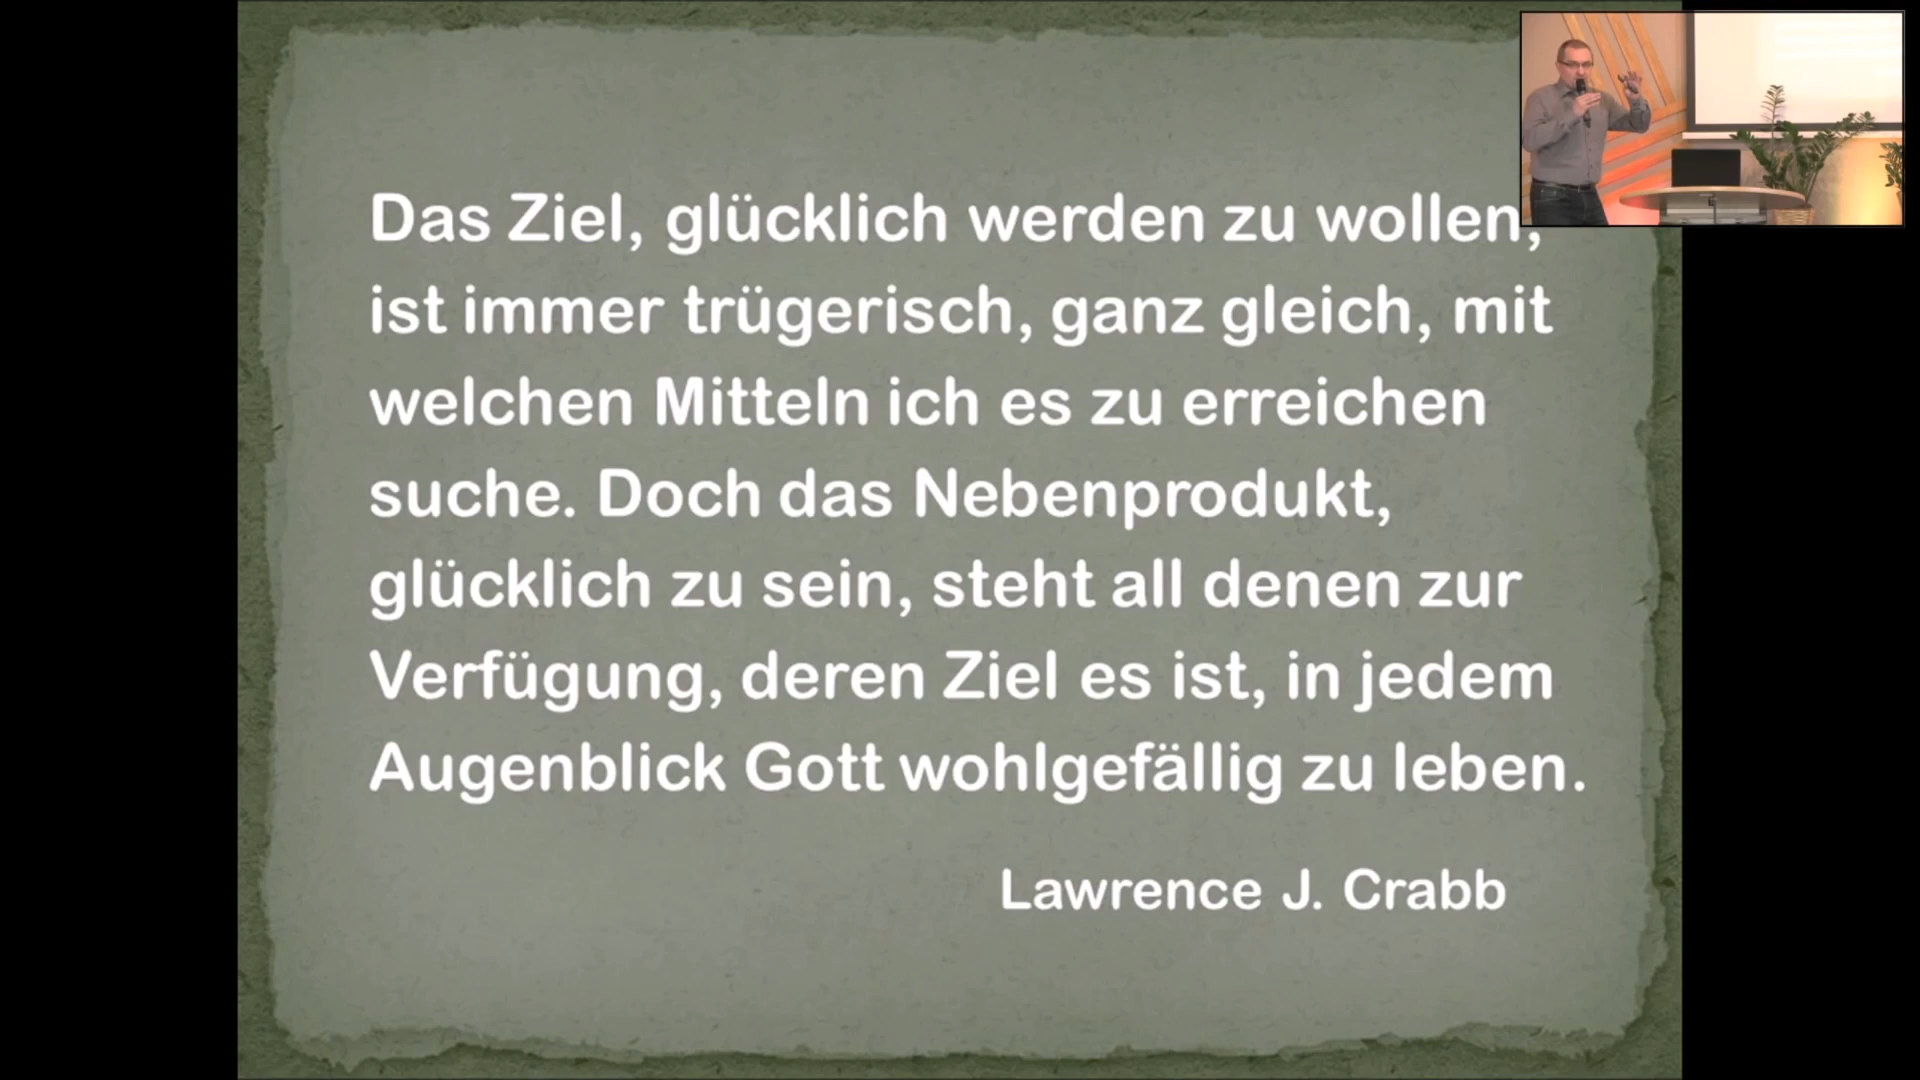 Das Ziel, glücklich werden zu wollen,
ist immer trügerisch, ganz gleich, mit
welchen Mitteln ich es zu erreichen
suche. Doch das Nebenprodukt,
glücklich zu sein, steht all denen zur
Verfügung, deren Ziel es ist, in jedem
Augenblick Gott wohlgefällig zu leben.
Lawrence J. Crabb